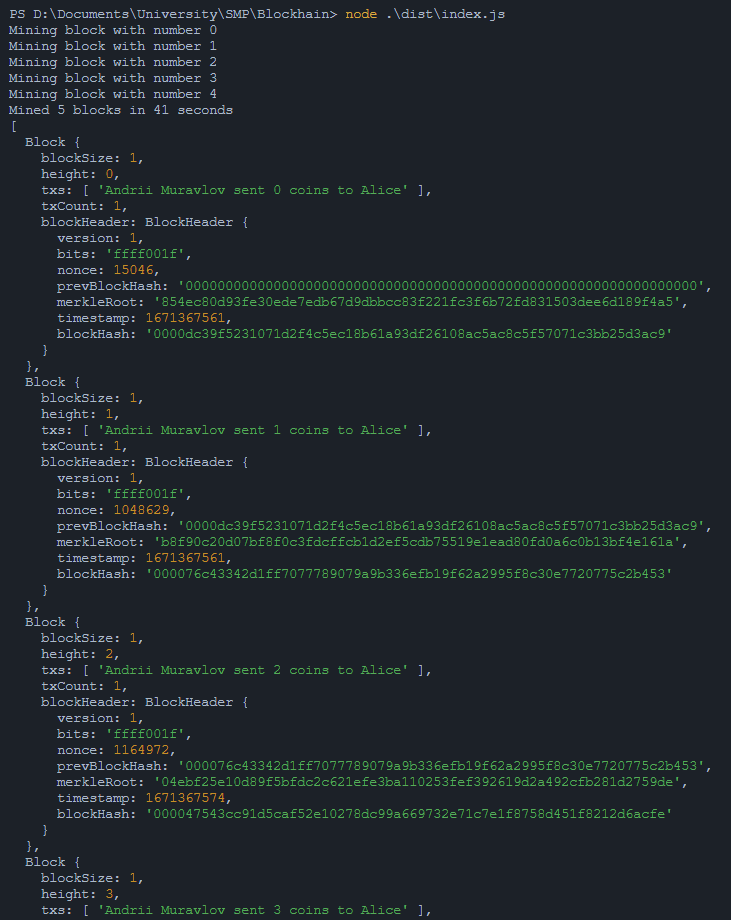 PS D:\Documents\University\SMP\Blockhain> node .\dist\index.js
Mining block with number 0
Mining block with number 1
Mining block with number 2
Mining block with number 3
Mining block with number 4
Mined 5 blocks in 41 seconds
[
  Block {
    blockSize: 1,
    height: 0,
    txs: [ 'Andrii Muravlov sent 0 coins to Alice' ],
    txCount: 1,
    blockHeader: BlockHeader {
      version: 1,
      bits: 'ffff001f',
      nonce: 15046,
      prevBlockHash: '0000000000000000000000000000000000000000000000000000000000000000',
      merkleRoot: '854ec80d93fe30ede7edb67d9dbbcc83f221fc3f6b72fd831503dee6d189f4a5',
      timestamp: 1671367561,
      blockHash: '0000dc39f5231071d2f4c5ec18b61a93df26108ac5ac8c5f57071c3bb25d3ac9'
    }
  },
  Block {
    blockSize: 1,
    height: 1,
    txs: [ 'Andrii Muravlov sent 1 coins to Alice' ],
    txCount: 1,
    blockHeader: BlockHeader {
      version: 1,
      bits: 'ffff001f',
      nonce: 1048629,
      prevBlockHash: '0000dc39f5231071d2f4c5ec18b61a93df26108ac5ac8c5f57071c3bb25d3ac9',
      merkleRoot: 'b8f90c20d07bf8f0c3fdcffcb1d2ef5cdb75519e1ead80fd0a6c0b13bf4e161a',
      timestamp: 1671367561,
      blockHash: '000076c43342d1ff7077789079a9b336efb19f62a2995f8c30e7720775c2b453'
    }
  },
  Block {
    blockSize: 1,
    height: 2,
    txs: [ 'Andrii Muravlov sent 2 coins to Alice' ],
    txCount: 1,
    blockHeader: BlockHeader {
      version: 1,
      bits: 'ffff001f',
      nonce: 1164972,
      prevBlockHash: '000076c43342d1ff7077789079a9b336efb19f62a2995f8c30e7720775c2b453',
      merkleRoot: '04ebf25e10d89f5bfdc2c621efe3ba110253fef392619d2a492cfb281d2759de',
      timestamp: 1671367574,
      blockHash: '000047543cc91d5caf52e10278dc99a669732e71c7e1f8758d451f8212d6acfe'
    }
  },
  Block {
    blockSize: 1,
    height: 3,
    txs: [ 'Andrii Muravlov sent 3 coins to Alice' ],